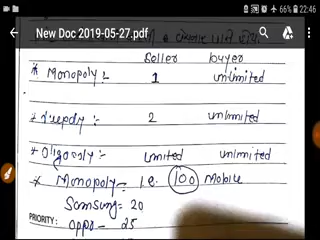 22:46
66%
New Doc 2019-05-27.pdf
Seller buyer
* Monopoly :- 1 unlimited
2 unlimited
* Oligopoly :- limited unlimited
* Monopoly - i.e. 100 Mobile
Samsung = 20
oppo - 25
PRIORITY: